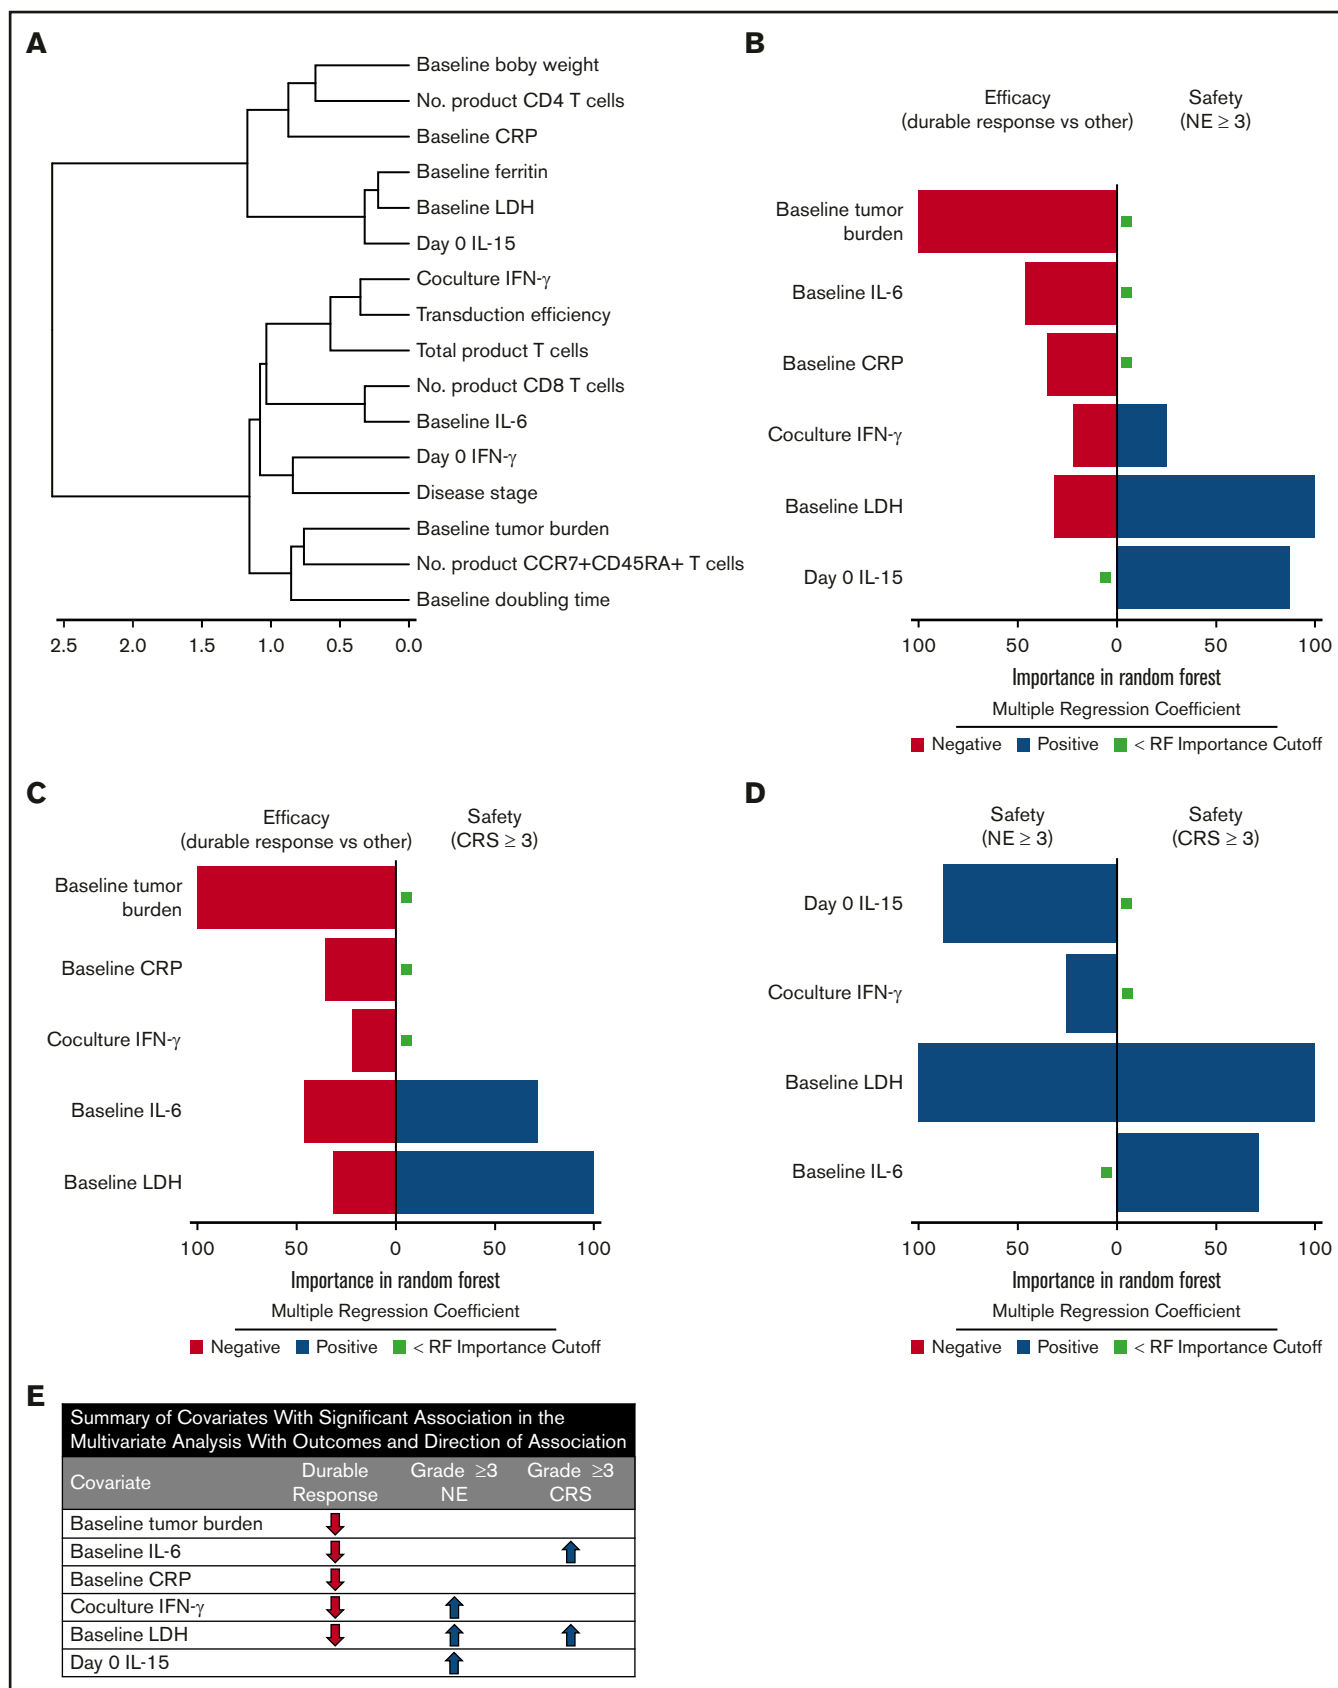 A
Baseline boby weight
No. product CD4 T cells
Baseline CRP
Baseline ferritin
Baseline LDH
Day 0 IL-15
Coculture IFN-γ
Transduction efficiency
Total product T cells
No. product CD8 T cells
Baseline IL-6
Day 0 IFN-γ
Disease stage
Baseline tumor burden
No. product CCR7+CD45RA+ T cells
Baseline doubling time
2.5 2.0 1.5 1.0 0.5 0.0
B
Efficacy
(durable response vs other)
Safety
(NE ≥ 3)
Baseline tumor
burden
Baseline IL-6
Baseline CRP
Coculture IFN-γ
Baseline LDH
Day 0 IL-15
100 50 0 50 100
Importance in random forest
Multiple Regression Coefficient
Negative Positive < RF Importance Cutoff
C
Efficacy
(durable response vs other)
Safety
(CRS ≥ 3)
Baseline tumor
burden
Baseline CRP
Coculture IFN-γ
Baseline IL-6
Baseline LDH
100 50 0 50 100
Importance in random forest
Multiple Regression Coefficient
Negative Positive < RF Importance Cutoff
D
Safety
(NE ≥ 3)
Safety
(CRS ≥ 3)
Day 0 IL-15
Coculture IFN-γ
Baseline LDH
Baseline IL-6
100 50 0 50 100
Importance in random forest
Multiple Regression Coefficient
Negative Positive < RF Importance Cutoff
E
Summary of Covariates With Significant Association in the
Multivariate Analysis With Outcomes and Direction of Association
Covariate
Durable
Response
Grade ≥3
NE
Grade ≥3
CRS
Baseline tumor burden
Baseline IL-6
Baseline CRP
Coculture IFN-γ
Baseline LDH
Day 0 IL-15